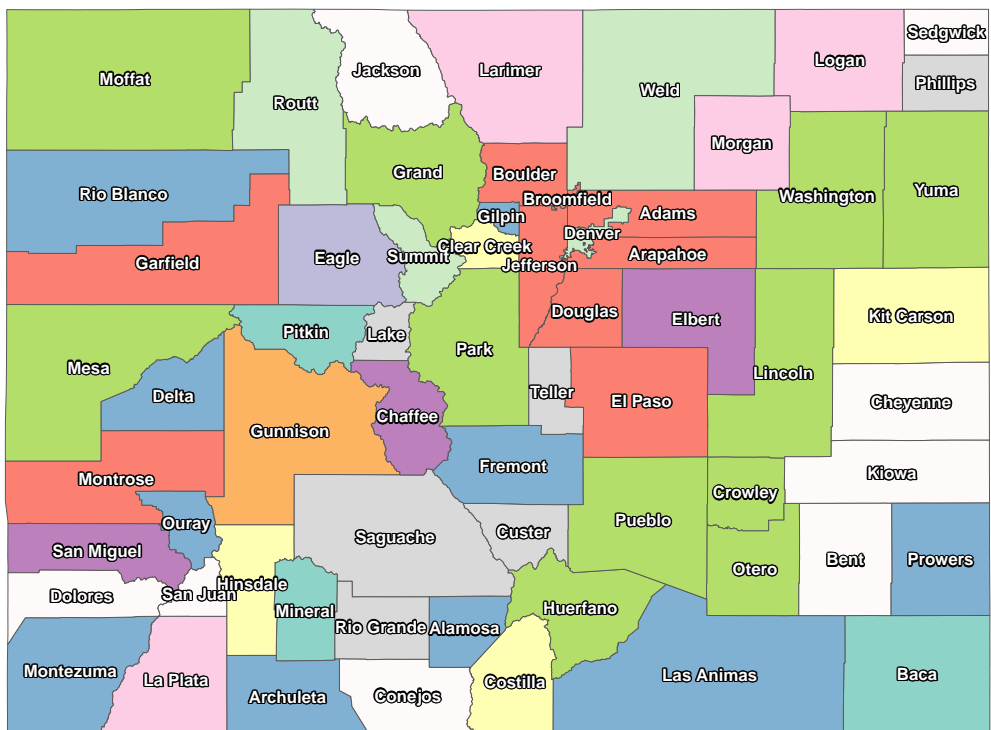 Sedgwick
Jackson
Larimer
Logan
Moffat
Phillips
Weld
Routt
Morgan
Grand
Boulder
Rio Blanco
Washington
Yuma
Broomfield
Gilpin
Adams
Denver
Clear Creek
Eagle
Summit
Arapahoe
Garfield
Jefferson
Douglas
Kit Carson
Elbert
Pitkin
Lake
Park
Mesa
Lincoln
Teller
Delta
El Paso
Cheyenne
Chaffee
Gunnison
Fremont
Kiowa
Montrose
Crowley
Ouray
Pueblo
Custer
Saguache
San Miguel
Bent
Prowers
Otero
Hinsdale
Dolores
San Juan
Mineral
Huerfano
Rio Grande
Alamosa
Montezuma
La Plata
Costilla
Las Animas
Baca
Archuleta
Conejos